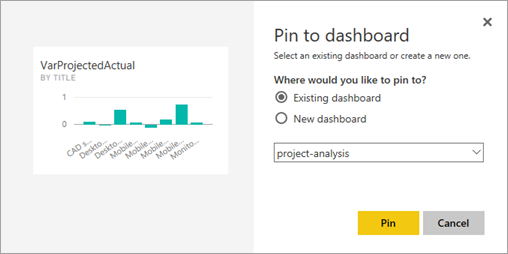 VarProjectedActual
BY TITLE
1
0
CAD s...
Deskto...
Deskto...
Mobile...
Mobile...
Mobile...
Mobile...
Monito...
Pin to dashboard
Select an existing dashboard or create a new one.
Where would you like to pin to?
Existing dashboard
New dashboard
project-analysis
Pin
Cancel